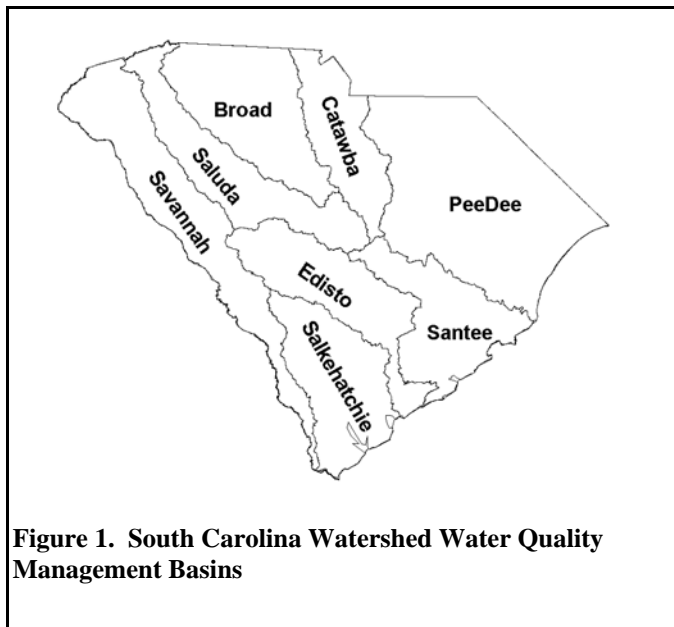 Broad
Catawba
Saluda
Savannah
PeeDee
Edisto
Santee
Salkehatchie
Figure 1. South Carolina Watershed Water Quality
Management Basins